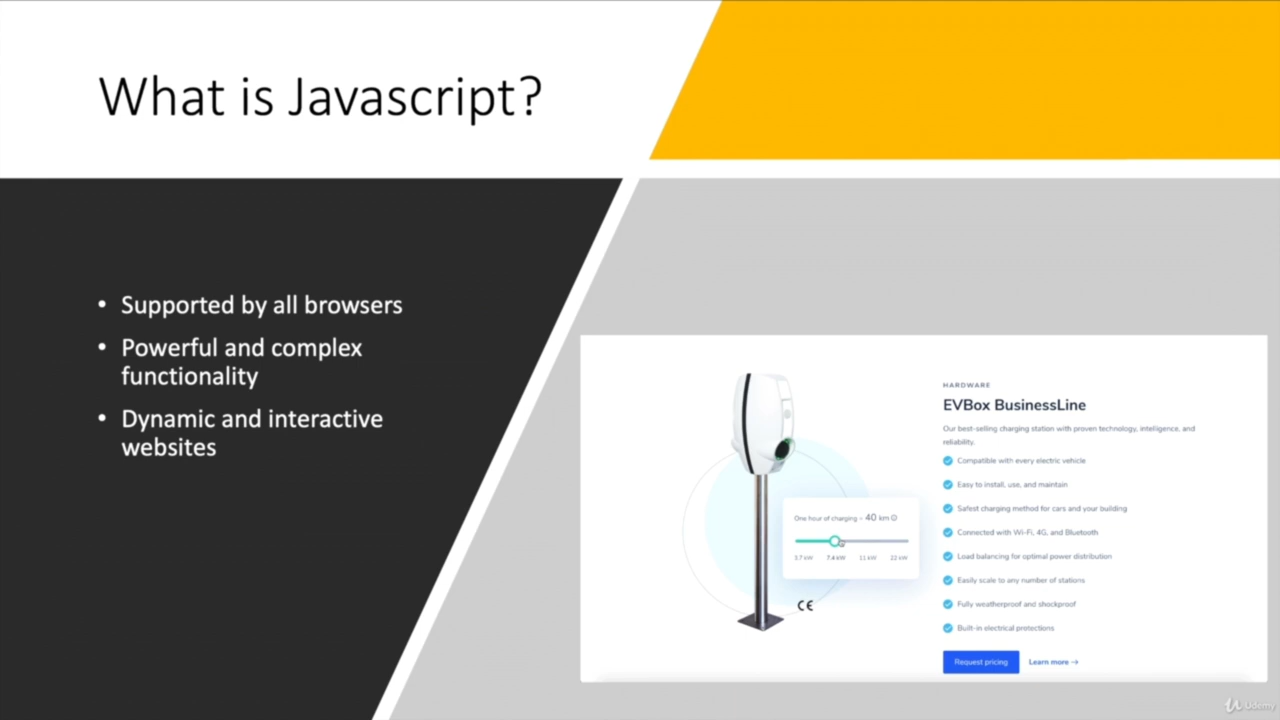 What is Javascript?
• Supported by all browsers
• Powerful and complex
functionality
• Dynamic and interactive
websites
HARDWARE
EVBox BusinessLine
Our best-selling charging station with proven technology, intelligence, and
reliability.
Compatible with every electric vehicle
Easy to install, use, and maintain
Safest charging method for cars and your building
Connected with Wi-Fi, 4G, and Bluetooth
Load balancing for optimal power distribution
Easily scale to any number of stations
Fully weatherproof and shockproof
Built-in electrical protections
Request pricing Learn more →
One hour of charging ≈ 40 km
3.7 kW 7.4 kW 11 kW 22 kW
CE
Udemy